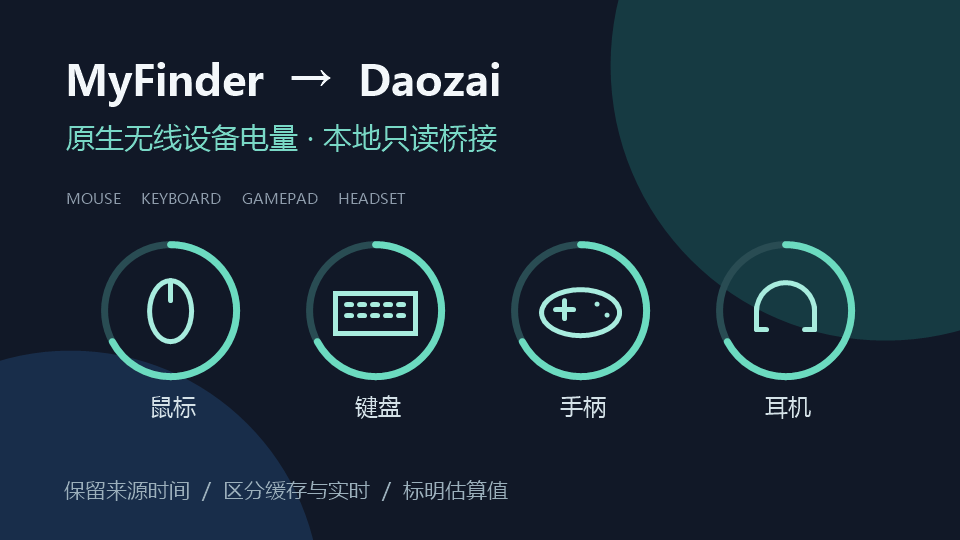 MyFinder → Daozai
原生无线设备电量 · 本地只读桥接
MOUSE KEYBOARD GAMEPAD HEADSET
鼠标 键盘 手柄 耳机
保留来源时间 / 区分缓存与实时 / 标明估算值